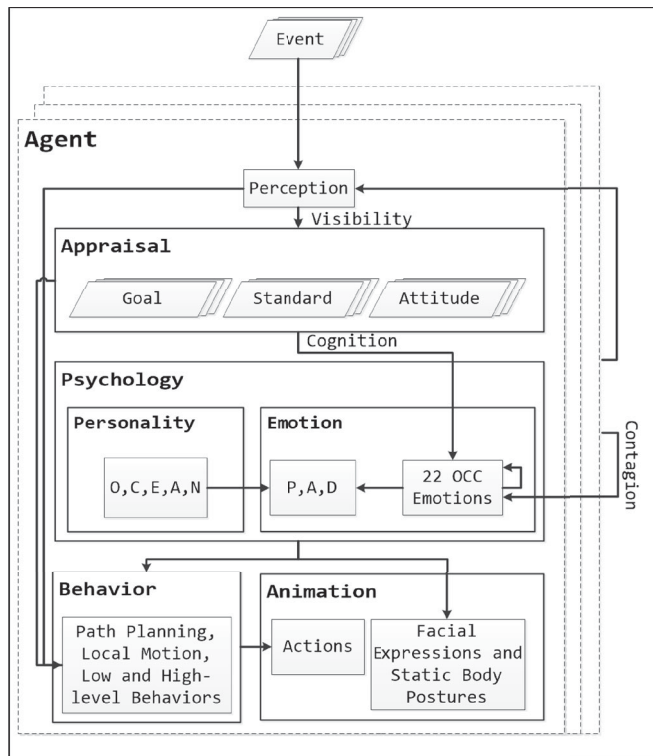 Event
Agent
Perception
Visibility
Appraisal
Goal
Standard
Attitude
Cognition
Psychology
Personality
Emotion
O,C,E,A,N
P,A,D
22 OCC
Emotions
Contagion
Behavior
Path Planning,
Local Motion,
Low and High-
level Behaviors
Animation
Actions
Facial
Expressions and
Static Body
Postures